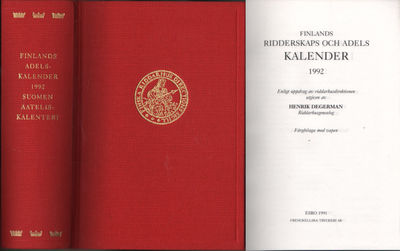 FINLANDS
ADELS-
KALENDER
1992
SUOMEN
AATELIS-
KALENTERI
FINLANDS
RIDDERSKAPS OCH ADELS
KALENDER
1992
Enligt uppdrag av riddarhusdirektionen
utgiven av
HENRIK DEGERMAN
Riddarhusgenealog
Färgbilaga med vapen
ESBO 1991
FRENCKELLSKA TRYCKERI AB